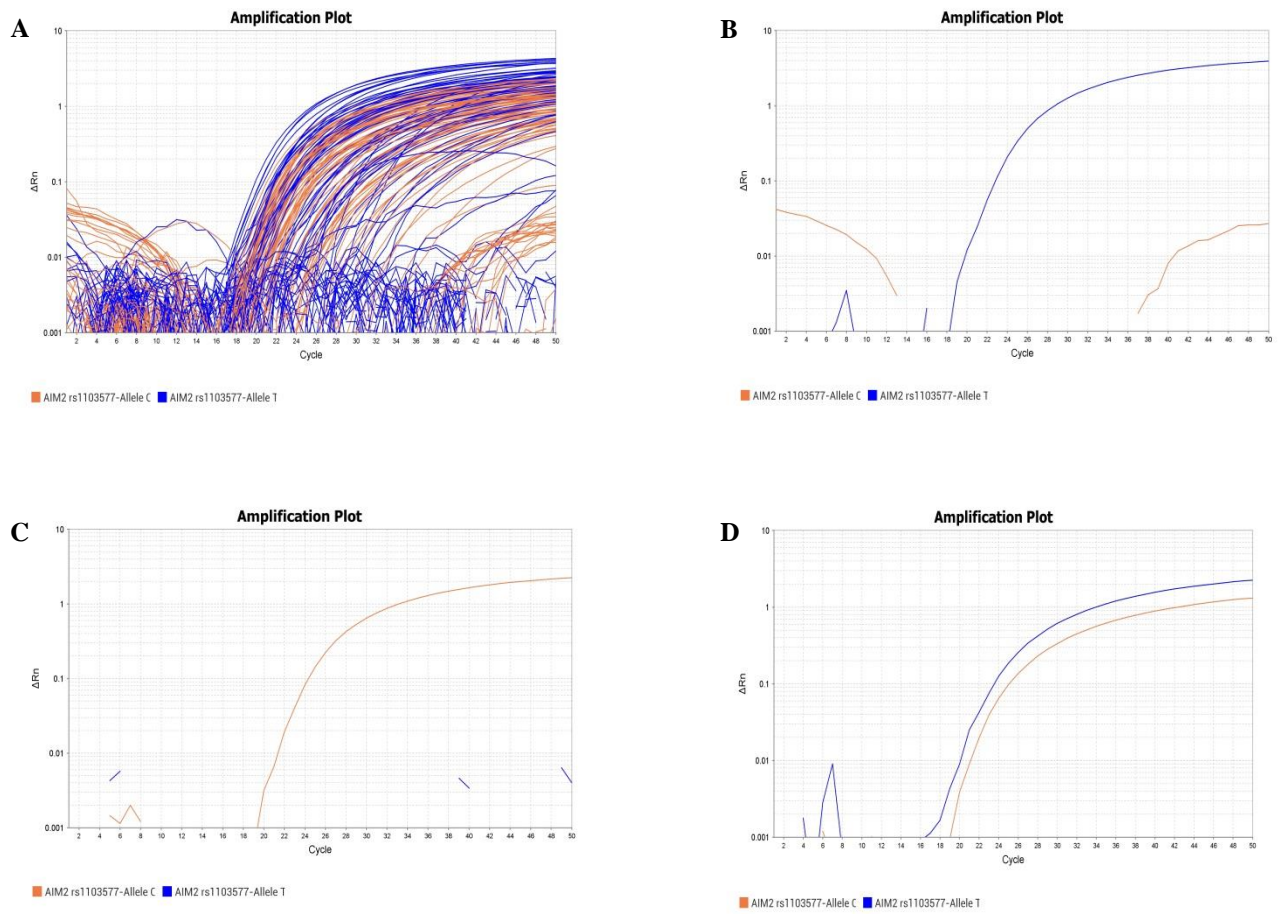 A
Amplification Plot
10
1
0.1
0.01
0.001
ΔRn
2 4 6 8 10 12 14 16 18 20 22 24 26 28 30 32 34 36 38 40 42 44 46 48 50
Cycle
AIM2 rs1103577-Allele C AIM2 rs1103577-Allele T
B
Amplification Plot
10
1
0.1
0.01
0.001
ΔRn
2 4 6 8 10 12 14 16 18 20 22 24 26 28 30 32 34 36 38 40 42 44 46 48 50
Cycle
AIM2 rs1103577-Allele C AIM2 rs1103577-Allele T
C
Amplification Plot
10
1
0.1
0.01
0.001
ΔRn
2 4 6 8 10 12 14 16 18 20 22 24 26 28 30 32 34 36 38 40 42 44 46 48 50
Cycle
AIM2 rs1103577-Allele C AIM2 rs1103577-Allele T
D
Amplification Plot
10
1
0.1
0.01
0.001
ΔRn
2 4 6 8 10 12 14 16 18 20 22 24 26 28 30 32 34 36 38 40 42 44 46 48 50
Cycle
AIM2 rs1103577-Allele C AIM2 rs1103577-Allele T